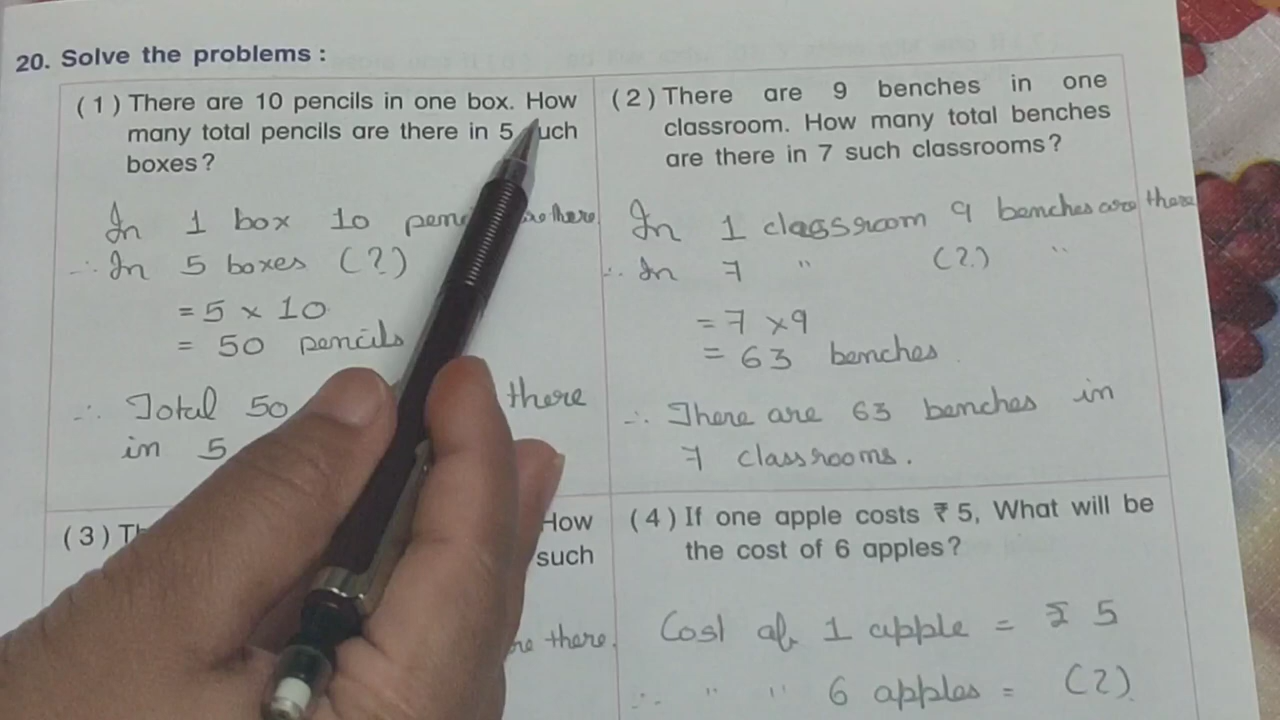 20. Solve the problems :
(1) There are 10 pencils in one box. How
many total pencils are there in 5 uch
boxes?
In 1 box 10 here
∴ In 5 boxes (?)
= 5 × 10
= 50 pencils
∴ Total 50 there
in 5
(2) There are 9 benches in one
classroom. How many total benches
are there in 7 such classrooms?
In 1 classroom 9 benches are there
∴ In 7 " (?) "
= 7 × 9
= 63 benches
∴ There are 63 benches in
7 classrooms.
(3) How
such
there.
(4) If one apple costs ₹ 5, What will be
the cost of 6 apples?
Cost of 1 apple = ₹ 5
∴ " " 6 apples = (?)